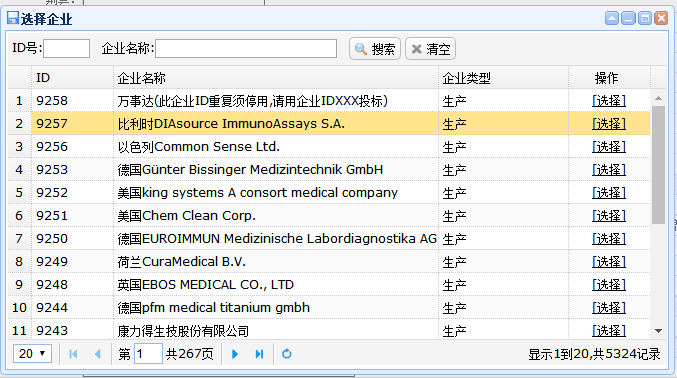 选择企业
ID号: 企业名称: 搜索 清空
ID 企业名称 企业类型 操作
1 9258 万事达(此企业ID重复须停用,请用企业IDXXX投标) 生产 [选择]
2 9257 比利时DIAsource ImmunoAssays S.A. 生产 [选择]
3 9256 以色列Common Sense Ltd. 生产 [选择]
4 9253 德国Günter Bissinger Medizintechnik GmbH 生产 [选择]
5 9252 美国king systems A consort medical company 生产 [选择]
6 9251 美国Chem Clean Corp. 生产 [选择]
7 9250 德国EUROIMMUN Medizinische Labordiagnostika AG 生产 [选择]
8 9249 荷兰CuraMedical B.V. 生产 [选择]
9 9248 英国EBOS MEDICAL CO., LTD 生产 [选择]
10 9244 德国pfm medical titanium gmbh 生产 [选择]
11 9243 康力得生技股份有限公司 生产 [选择]
20 第 1 共267页 显示1到20,共5324记录